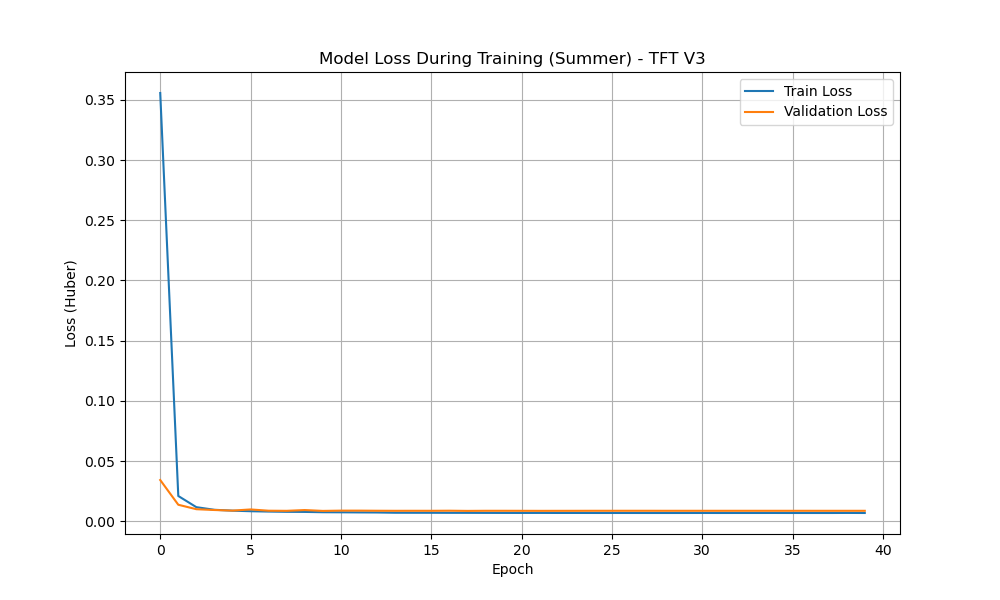 Model Loss During Training (Summer) - TFT V3
Train Loss
Validation Loss
Loss (Huber)
0.35
0.30
0.25
0.20
0.15
0.10
0.05
0.00
0 5 10 15 20 25 30 35 40
Epoch